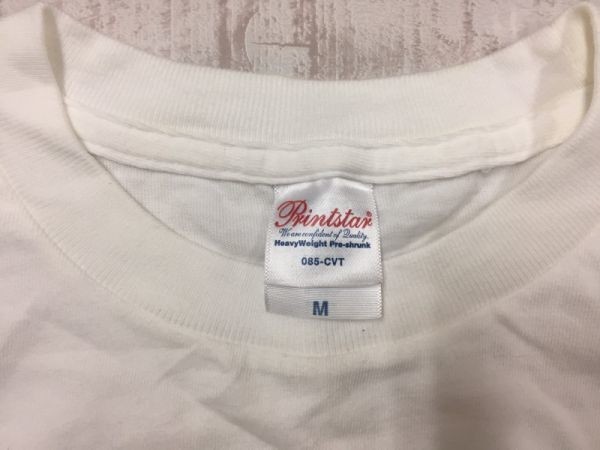 Printstar®
We are confident of Quality.
HeavyWeight Pre-shrunk
085-CVT
M